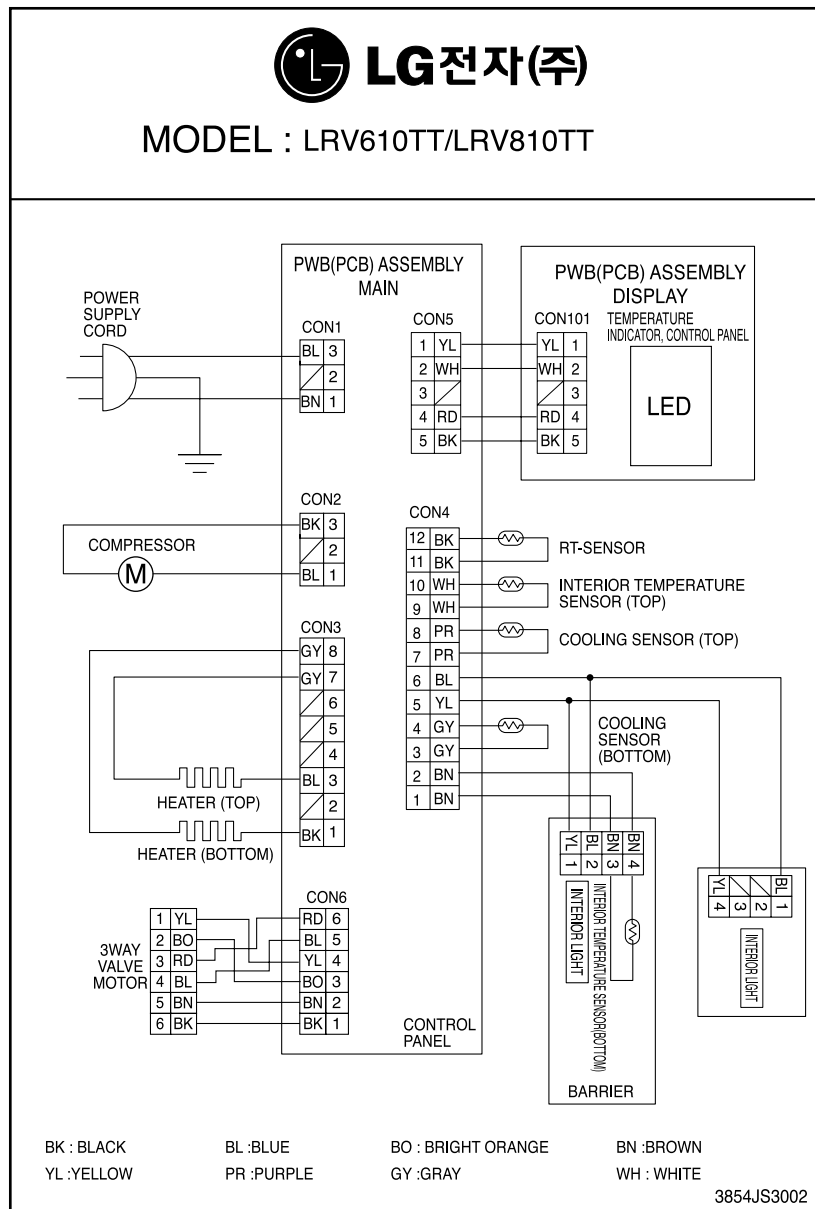 LG전자(주)
MODEL : LRV610TT/LRV810TT
POWER
SUPPLY
CORD
PWB(PCB) ASSEMBLY
MAIN
CON1
BL 3
2
BN 1
CON5
1 YL
2 WH
3
4 RD
5 BK
CON101
YL 1
WH 2
3
RD 4
BK 5
PWB(PCB) ASSEMBLY
DISPLAY
TEMPERATURE
INDICATOR, CONTROL PANEL
LED
COMPRESSOR
M
CON2
BK 3
2
BL 1
CON4
12 BK
11 BK
10 WH
9 WH
8 PR
7 PR
6 BL
5 YL
4 GY
3 GY
2 BN
1 BN
RT-SENSOR
INTERIOR TEMPERATURE
SENSOR (TOP)
COOLING SENSOR (TOP)
COOLING
SENSOR
(BOTTOM)
CON3
GY 8
GY 7
6
5
4
BL 3
2
BK 1
HEATER (TOP)
HEATER (BOTTOM)
3WAY
VALVE
MOTOR
1 YL
2 BO
3 RD
4 BL
5 BN
6 BK
CON6
RD 6
BL 5
YL 4
BO 3
BN 2
BK 1
CONTROL
PANEL
YL 1
BL 2
BN 3
BN 4
INTERIOR LIGHT
INTERIOR TEMPERATURE SENSOR(BOTTOM)
BARRIER
YL 4
3
2
BL 1
INTERIOR LIGHT
BK : BLACK BL :BLUE BO : BRIGHT ORANGE BN :BROWN
YL :YELLOW PR :PURPLE GY :GRAY WH : WHITE
3854JS3002